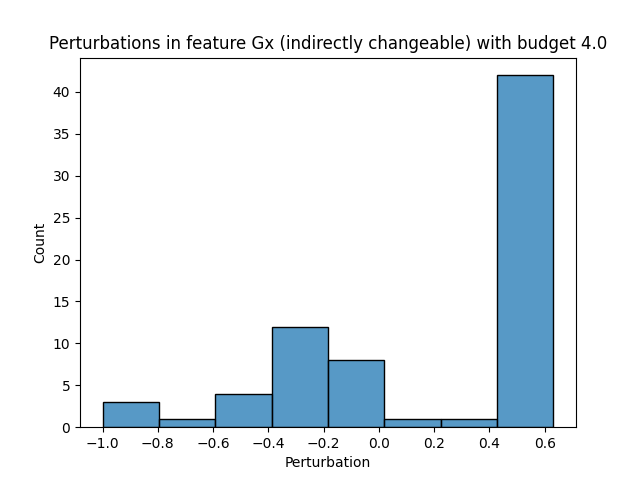 Perturbations in feature Gx (indirectly changeable) with budget 4.0
40
35
30
25
20
15
10
5
0
Count
−1.0 −0.8 −0.6 −0.4 −0.2 0.0 0.2 0.4 0.6
Perturbation